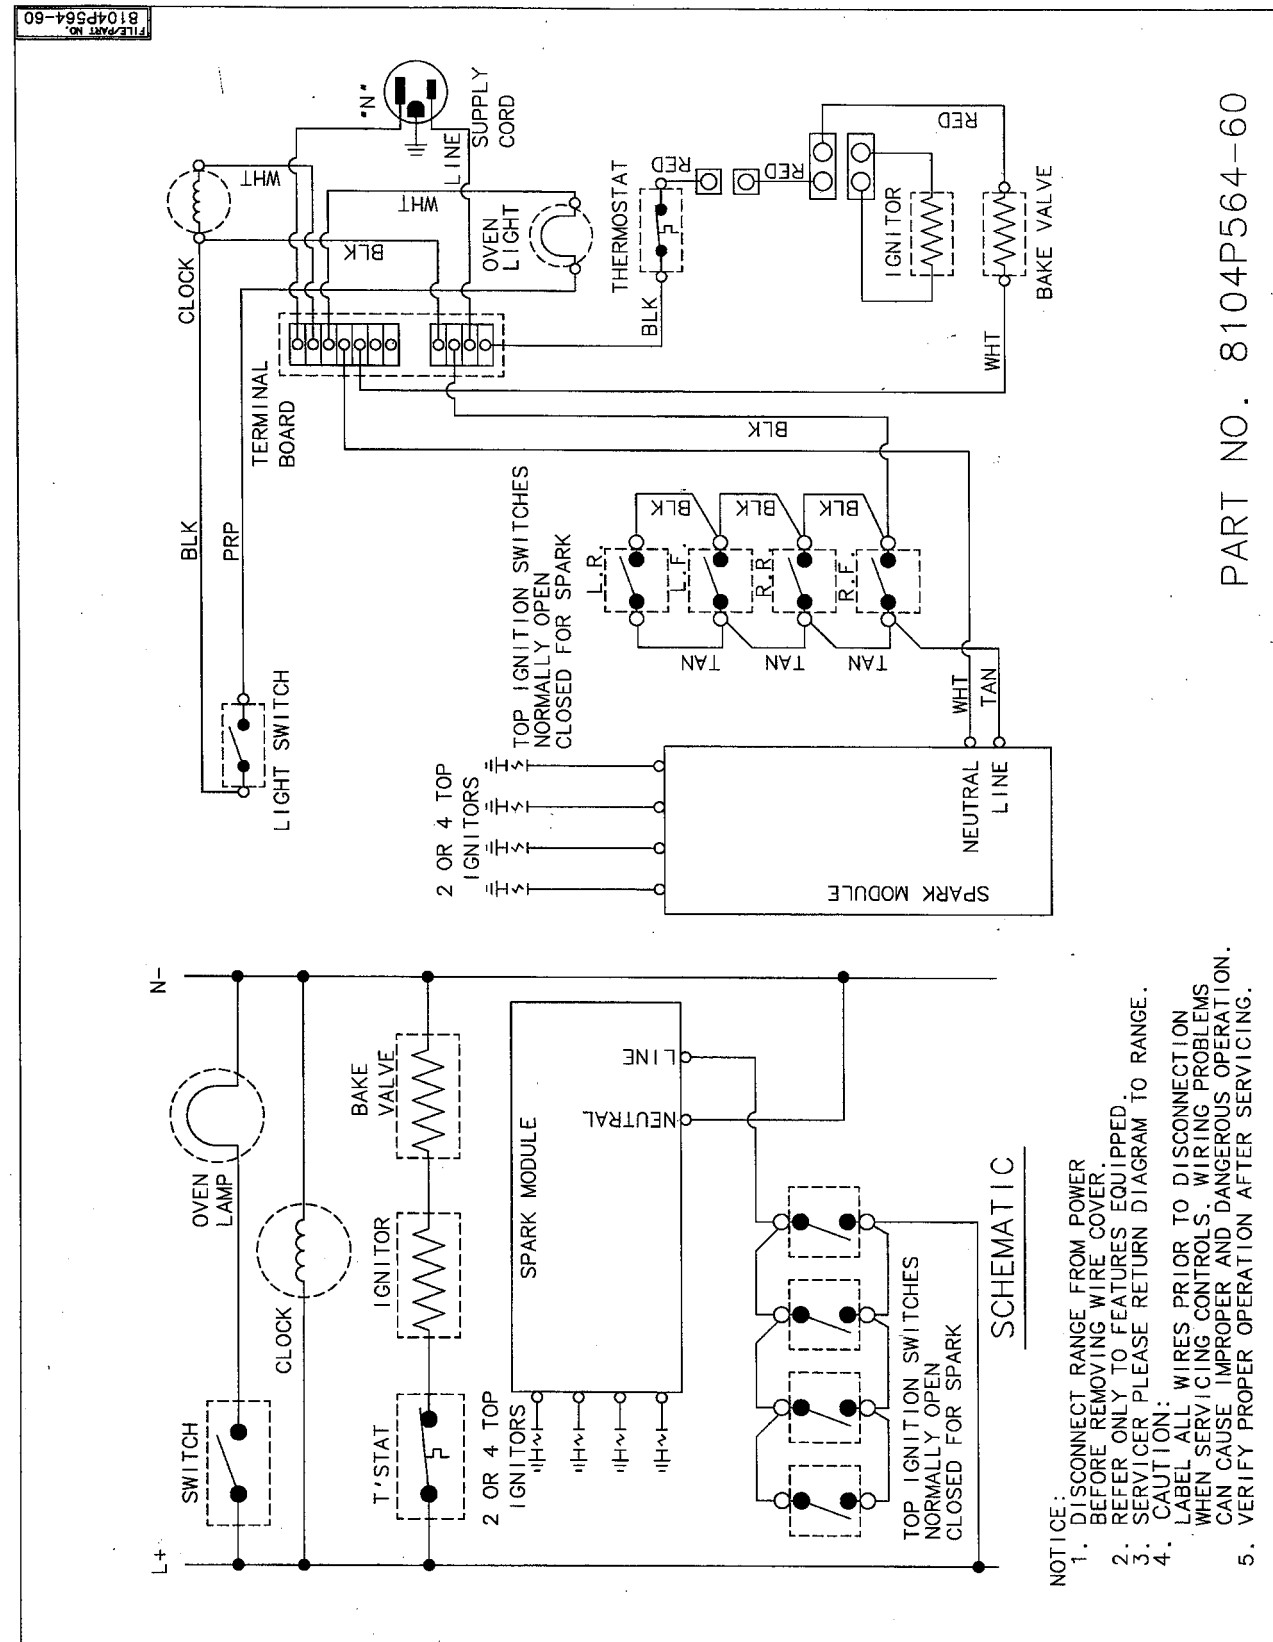 FILE/PART NO.
8104P564-60
"N"
SUPPLY
CORD
LINE
WHT
WHT
BLK
CLOCK
OVEN
LIGHT
THERMOSTAT
RED
RED
RED
IGNITOR
BAKE VALVE
BLK
WHT
TERMINAL
BOARD
BLK
PRP
BLK
LIGHT SWITCH
TOP IGNITION SWITCHES
NORMALLY OPEN
CLOSED FOR SPARK
L.R.
L.F.
R.R.
R.F.
BLK
BLK
BLK
TAN
TAN
TAN
WHT
TAN
2 OR 4 TOP
IGNITORS
NEUTRAL
LINE
SPARK MODULE
PART NO. 8104P564-60
L+
N-
SWITCH
OVEN
LAMP
CLOCK
T'STAT
IGNITOR
BAKE
VALVE
2 OR 4 TOP
IGNITORS
SPARK MODULE
LINE
NEUTRAL
TOP IGNITION SWITCHES
NORMALLY OPEN
CLOSED FOR SPARK
SCHEMATIC
NOTICE:
1. DISCONNECT RANGE FROM POWER
BEFORE REMOVING WIRE COVER.
2. REFER ONLY TO FEATURES EQUIPPED.
3. SERVICER PLEASE RETURN DIAGRAM TO RANGE.
4. CAUTION:
LABEL ALL WIRES PRIOR TO DISCONNECTION
WHEN SERVICING CONTROLS. WIRING PROBLEMS
CAN CAUSE IMPROPER AND DANGEROUS OPERATION.
5. VERIFY PROPER OPERATION AFTER SERVICING.